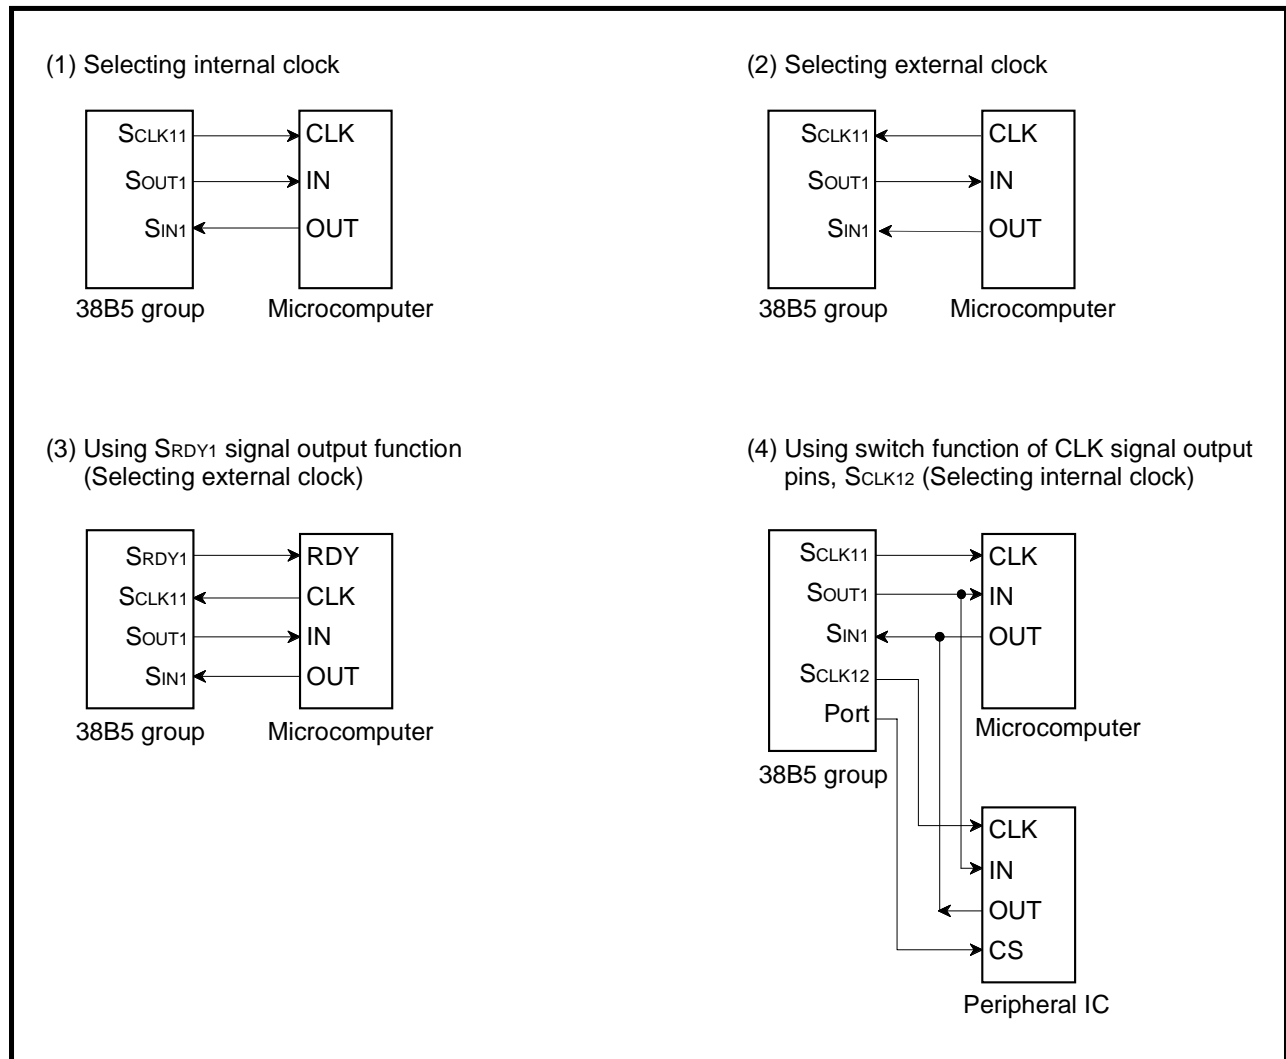 (1) Selecting internal clock
SCLK11 CLK
SOUT1 IN
SIN1 OUT
38B5 group Microcomputer
(2) Selecting external clock
SCLK11 CLK
SOUT1 IN
SIN1 OUT
38B5 group Microcomputer
(3) Using SRDY1 signal output function
(Selecting external clock)
SRDY1 RDY
SCLK11 CLK
SOUT1 IN
SIN1 OUT
38B5 group Microcomputer
(4) Using switch function of CLK signal output
pins, SCLK12 (Selecting internal clock)
SCLK11 CLK
SOUT1 IN
SIN1 OUT
SCLK12
Port
Microcomputer
38B5 group
CLK
IN
OUT
CS
Peripheral IC